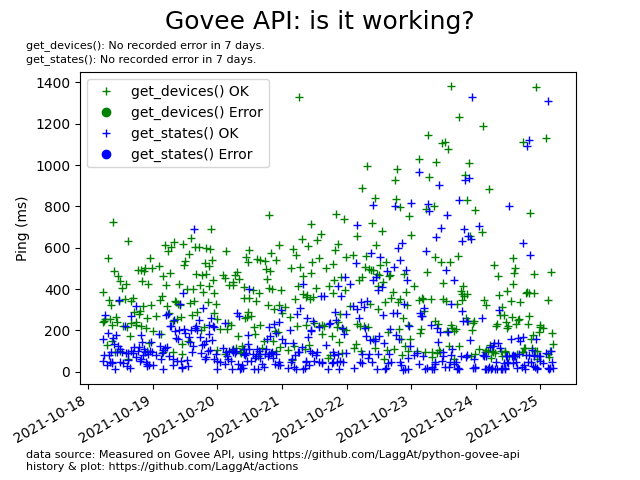 Govee API: is it working?
get_devices(): No recorded error in 7 days.
get_states(): No recorded error in 7 days.
1400
1200
1000
800
600
400
200
0
Ping (ms)
get_devices() OK
get_devices() Error
get_states() OK
get_states() Error
2021-10-18
2021-10-19
2021-10-20
2021-10-21
2021-10-22
2021-10-23
2021-10-24
2021-10-25
data source: Measured on Govee API, using https://github.com/LaggAt/python-govee-api
history & plot: https://github.com/LaggAt/actions